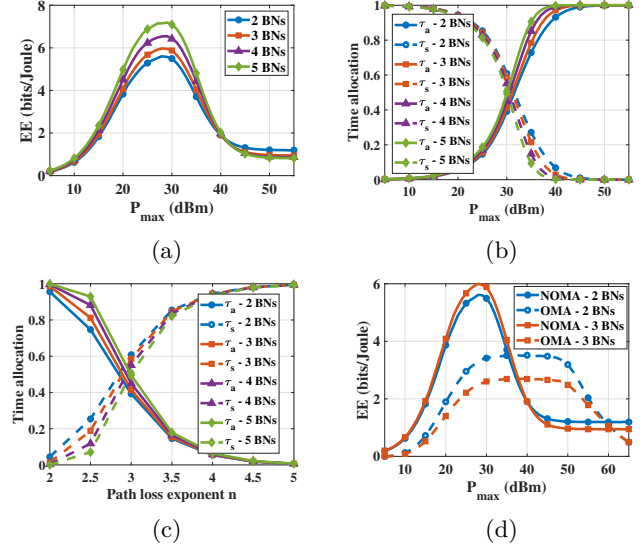 8
6
4
2
0
EE (bits/Joule)
2 BNs
3 BNs
4 BNs
5 BNs
10 20 30 40 50
P_max (dBm)
(a)
1
0.8
0.6
0.4
0.2
0
Time allocation
τ_a - 2 BNs
τ_s - 2 BNs
τ_a - 3 BNs
τ_s - 3 BNs
τ_a - 4 BNs
τ_s - 4 BNs
τ_a - 5 BNs
τ_s - 5 BNs
10 20 30 40 50
P_max (dBm)
(b)
1
0.8
0.6
0.4
0.2
0
Time allocation
τ_a - 2 BNs
τ_s - 2 BNs
τ_a - 3 BNs
τ_s - 3 BNs
τ_a - 4 BNs
τ_s - 4 BNs
τ_a - 5 BNs
τ_s - 5 BNs
2 2.5 3 3.5 4 4.5 5
Path loss exponent n
(c)
6
4
2
0
EE (bits/Joule)
NOMA - 2 BNs
OMA - 2 BNs
NOMA - 3 BNs
OMA - 3 BNs
10 20 30 40 50 60
P_max (dBm)
(d)